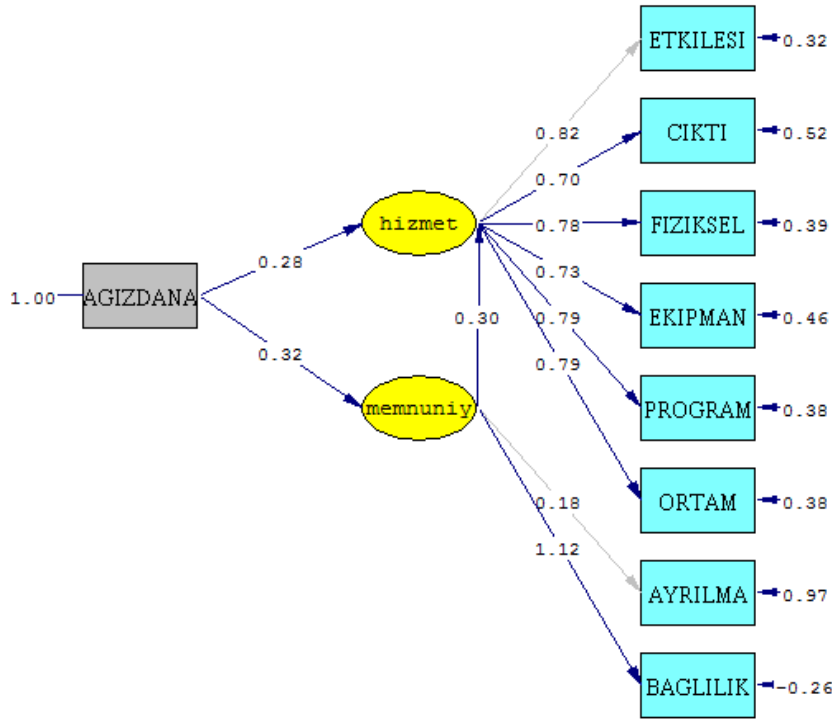 ETKILESI
0.32
0.82
CIKTI
0.52
0.70
hizmet
0.78
FIZIKSEL
0.39
0.28
0.73
1.00
AGIZDANA
EKIPMAN
0.46
0.30
0.79
0.32
0.79
memnuniy
PROGRAM
0.38
ORTAM
0.38
0.18
1.12
AYRILMA
0.97
BAGLILIK
-0.26